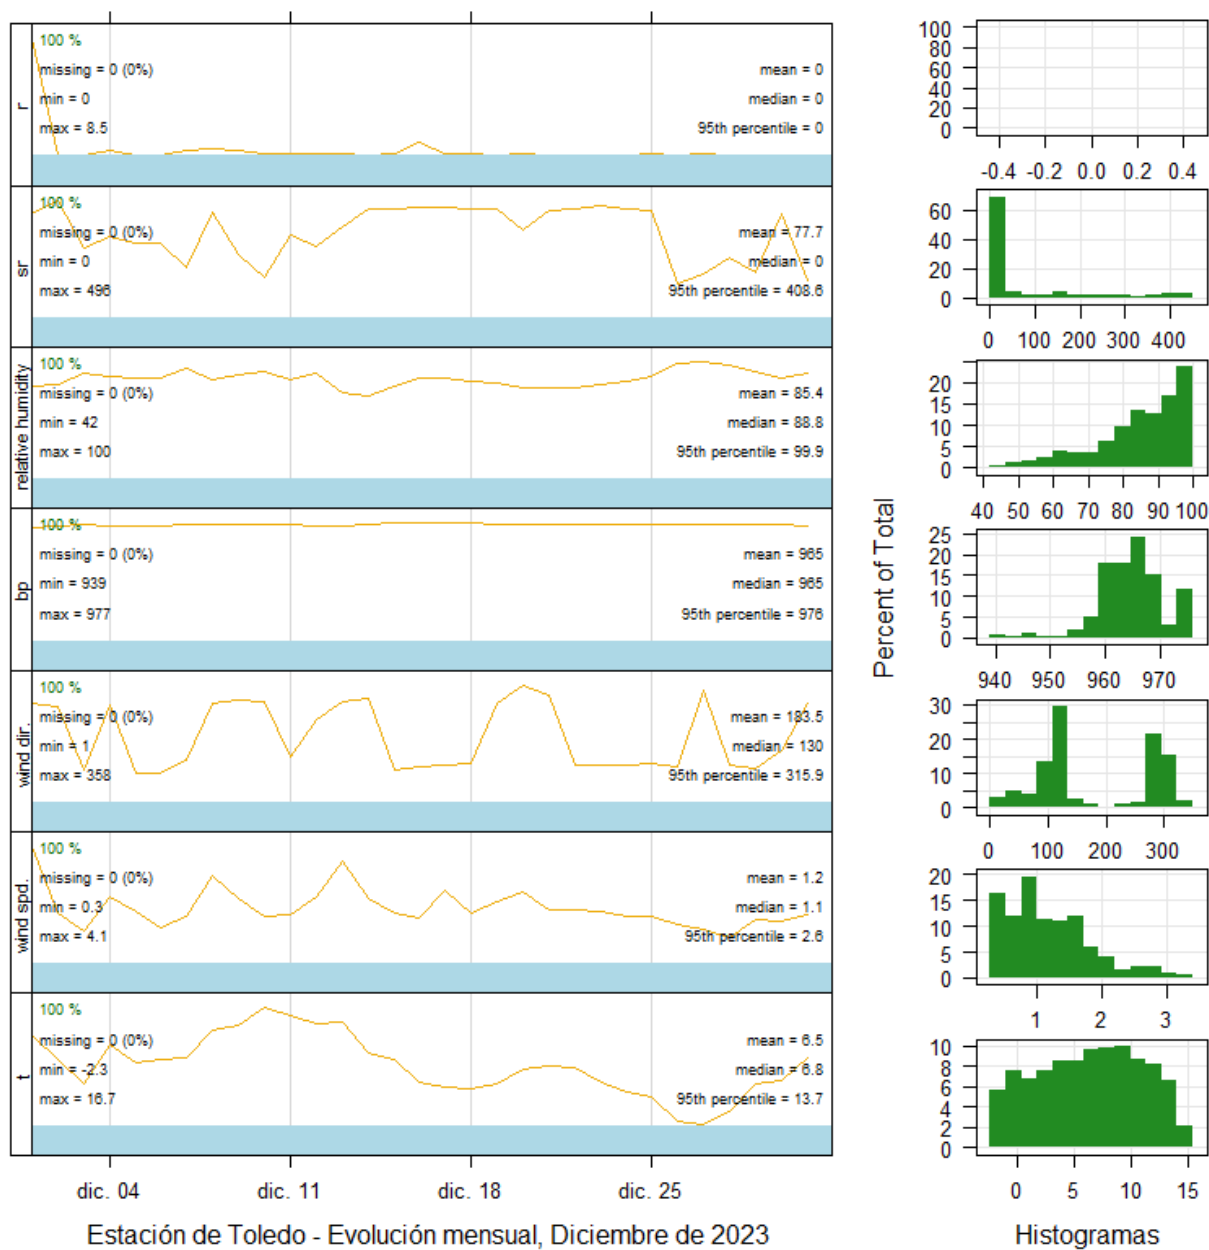 r
100 %
missing = 0 (0%)
min = 0
max = 8.5
mean = 0
median = 0
95th percentile = 0
sr
100 %
missing = 0 (0%)
min = 0
max = 496
mean = 77.7
median = 0
95th percentile = 408.6
relative humidity
100 %
missing = 0 (0%)
min = 42
max = 100
mean = 85.4
median = 88.8
95th percentile = 99.9
bp
100 %
missing = 0 (0%)
min = 939
max = 977
mean = 965
median = 965
95th percentile = 976
wind dir.
100 %
missing = 0 (0%)
min = 1
max = 358
mean = 183.5
median = 130
95th percentile = 315.9
wind spd.
100 %
missing = 0 (0%)
min = 0.3
max = 4.1
mean = 1.2
median = 1.1
95th percentile = 2.6
t
100 %
missing = 0 (0%)
min = -2.3
max = 16.7
mean = 6.5
median = 6.8
95th percentile = 13.7
dic. 04 dic. 11 dic. 18 dic. 25
Estación de Toledo - Evolución mensual, Diciembre de 2023
Percent of Total
100
80
60
40
20
0
-0.4 -0.2 0.0 0.2 0.4
60
40
20
0
0 100 200 300 400
20
15
10
5
0
40 50 60 70 80 90 100
25
20
15
10
5
0
940 950 960 970
30
20
10
0
0 100 200 300
20
15
10
5
0
1 2 3
10
8
6
4
2
0
0 5 10 15
Histogramas